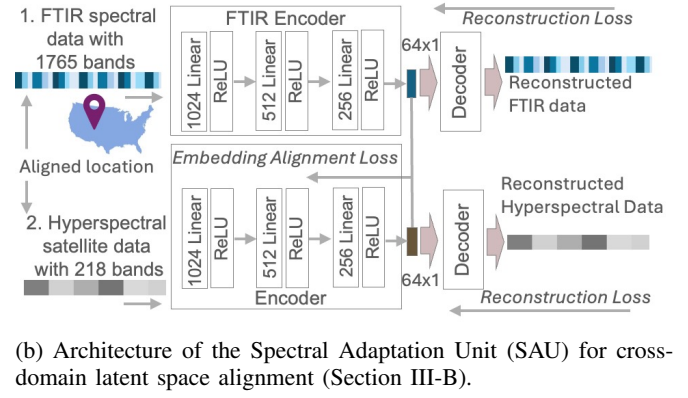 1. FTIR spectral
data with
1765 bands
FTIR Encoder
1024 Linear
ReLU
512 Linear
ReLU
256 Linear
ReLU
64x1
Decoder
Reconstruction Loss
Reconstructed
FTIR data
Aligned location
Embedding Alignment Loss
2. Hyperspectral
satellite data
with 218 bands
1024 Linear
ReLU
512 Linear
ReLU
256 Linear
ReLU
Encoder
64x1
Decoder
Reconstructed
Hyperspectral Data
Reconstruction Loss
(b) Architecture of the Spectral Adaptation Unit (SAU) for cross-
domain latent space alignment (Section III-B).